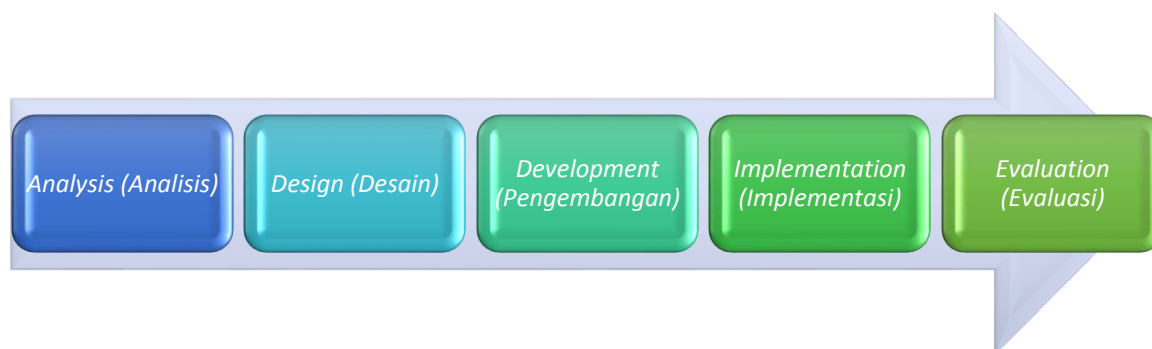 Analysis (Analisis)
Design (Desain)
Development
(Pengembangan)
Implementation
(Implementasi)
Evaluation
(Evaluasi)